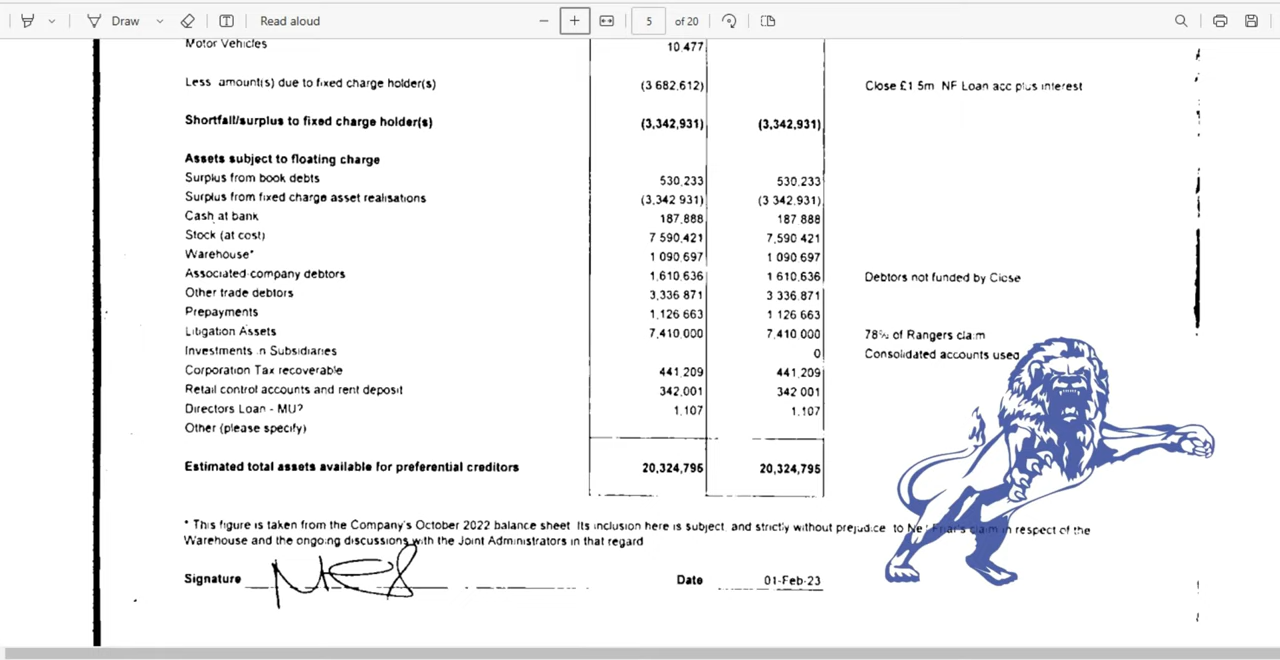 Draw Read aloud 5 of 20
Motor Vehicles 10,477
Less amount(s) due to fixed charge holder(s) (3 682,612) Close £1 5m NF Loan acc plus interest
Shortfall/surplus to fixed charge holder(s) (3,342,931) (3,342,931)
Assets subject to floating charge
Surplus from book debts 530,233 530,233
Surplus from fixed charge asset realisations (3,342 931) (3 342,931)
Cash at bank 187,888 187 888
Stock (at cost) 7 590,421 7,590 421
Warehouse* 1 090,697 1 090 697
Associated company debtors 1,610,636 1 610,636 Debtors not funded by Close
Other trade debtors 3,336 871 3 336,871
Prepayments 1,126 663 1 126 663
Litigation Assets 7,410 000 7,410 000 78% of Rangers claim
Investments in Subsidiaries 0 Consolidated accounts used
Corporation Tax recoverable 441,209 441,209
Retail control accounts and rent deposit 342,001 342 001
Directors Loan - MU? 1,107 1,107
Other (please specify)
Estimated total assets available for preferential creditors 20,324,795 20,324,795
* This figure is taken from the Company's October 2022 balance sheet Its inclusion here is subject and strictly without prejudice to claim in respect of the
Warehouse and the ongoing discussions with the Joint Administrators in that regard
Signature Date 01-Feb-23